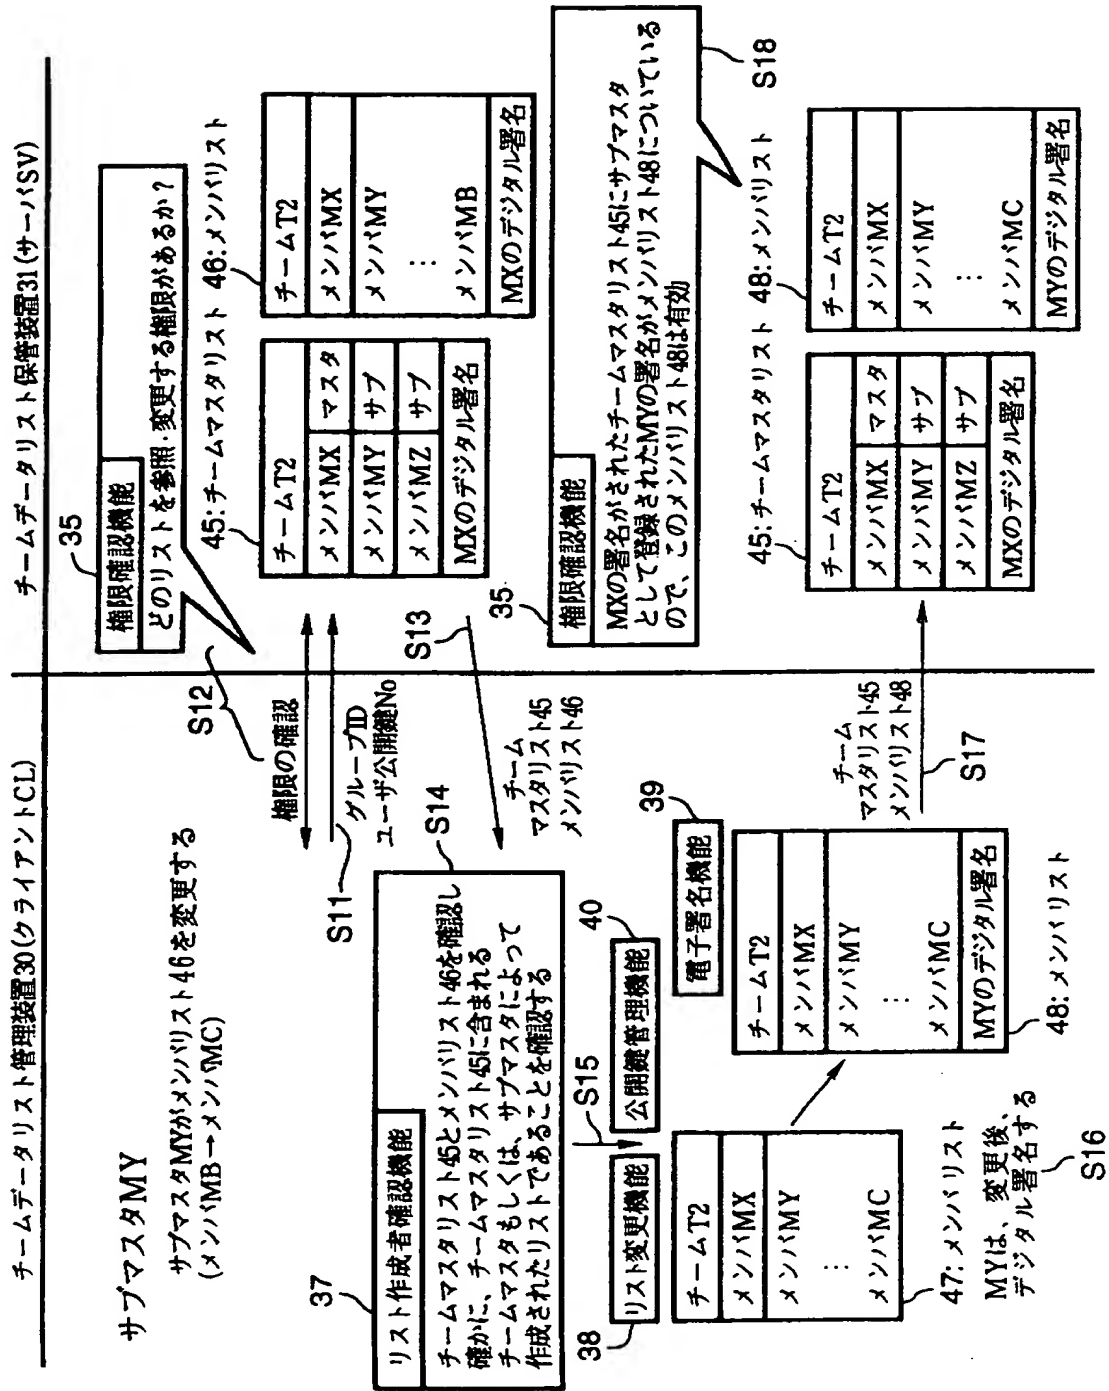 チームデータリスト管理装置30(クライアントCL)
チームデータリスト保管装置31(サーバSV)
サブマスタMY
サブマスタMYがメンバリスト46を変更する
(メンバMB→メンバMC)
35
権限確認機能
どのリストを参照・変更する権限があるか？
S12
権限の確認
S11
グループID
ユーザ公開鍵No
45:チームマスタリスト
チームT2
メンバMX マスタ
メンバMY サブ
メンバMZ サブ
MXのデジタル署名
46:メンバリスト
チームT2
メンバMX
メンバMY
⋮
メンバMB
MXのデジタル署名
S13
チーム
マスタリスト45
メンバリスト46
37
リスト作成者確認機能
チームマスタリスト45とメンバリスト46を確認し
確かに、チームマスタリスト45に含まれる
チームマスタもしくは、サブマスタによって
作成されたリストであることを確認する
S14
35
権限確認機能
MXの署名がされたチームマスタリスト45にサブマスタ
として登録されたMYの署名がメンバリスト48についている
ので、このメンバリスト48は有効
S18
S15
38
リスト変更機能
40
公開鍵管理機能
39
電子署名機能
チームT2
メンバMX
メンバMY
⋮
メンバMC
47:メンバリスト
MYは、変更後、
デジタル署名する
S16
チームT2
メンバMX
メンバMY
⋮
メンバMC
MYのデジタル署名
48:メンバリスト
チーム
マスタリスト45
メンバリスト48
S17
45:チームマスタリスト
チームT2
メンバMX マスタ
メンバMY サブ
メンバMZ サブ
MXのデジタル署名
48:メンバリスト
チームT2
メンバMX
メンバMY
⋮
メンバMC
MYのデジタル署名